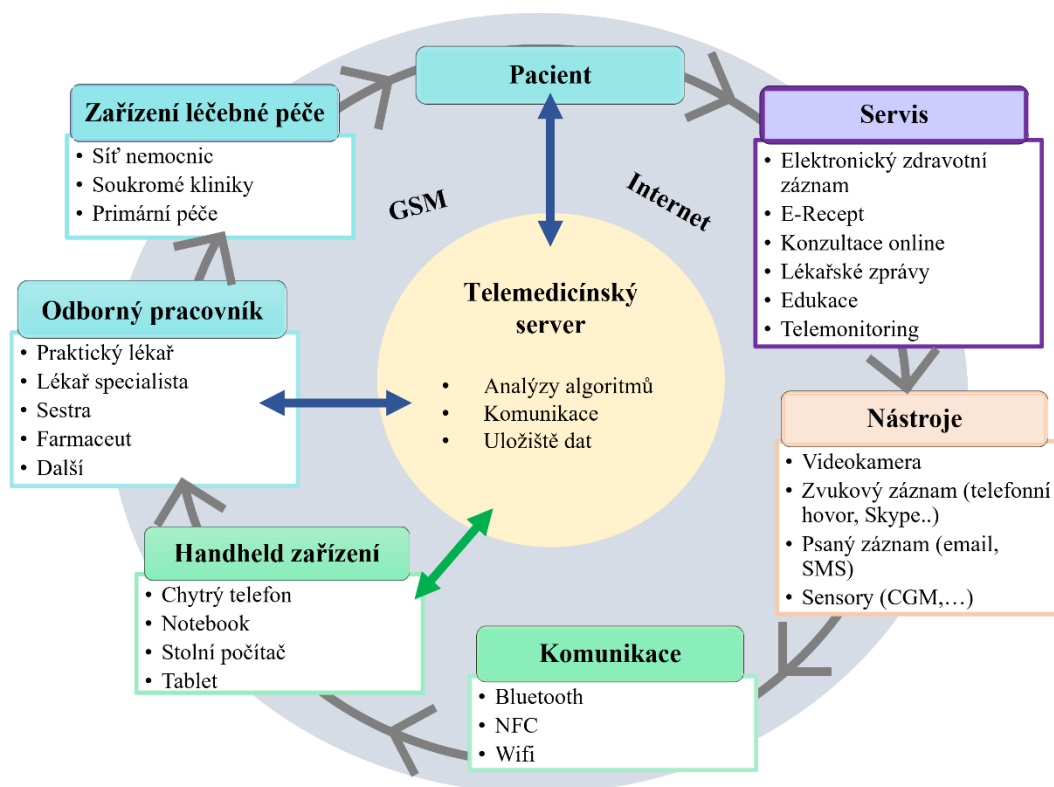 Pacient
Servis
• Elektronický zdravotní
záznam
• E-Recept
• Konzultace online
• Lékařské zprávy
• Edukace
• Telemonitoring
Nástroje
• Videokamera
• Zvukový záznam (telefonní
hovor, Skype..)
• Psaný záznam (email,
SMS)
• Sensory (CGM,…)
Komunikace
• Bluetooth
• NFC
• Wifi
Handheld zařízení
• Chytrý telefon
• Notebook
• Stolní počítač
• Tablet
Odborný pracovník
• Praktický lékař
• Lékař specialista
• Sestra
• Farmaceut
• Další
Zařízení léčebné péče
• Síť nemocnic
• Soukromé kliniky
• Primární péče
GSM
Internet
Telemedicínský
server
• Analýzy algoritmů
• Komunikace
• Uložiště dat